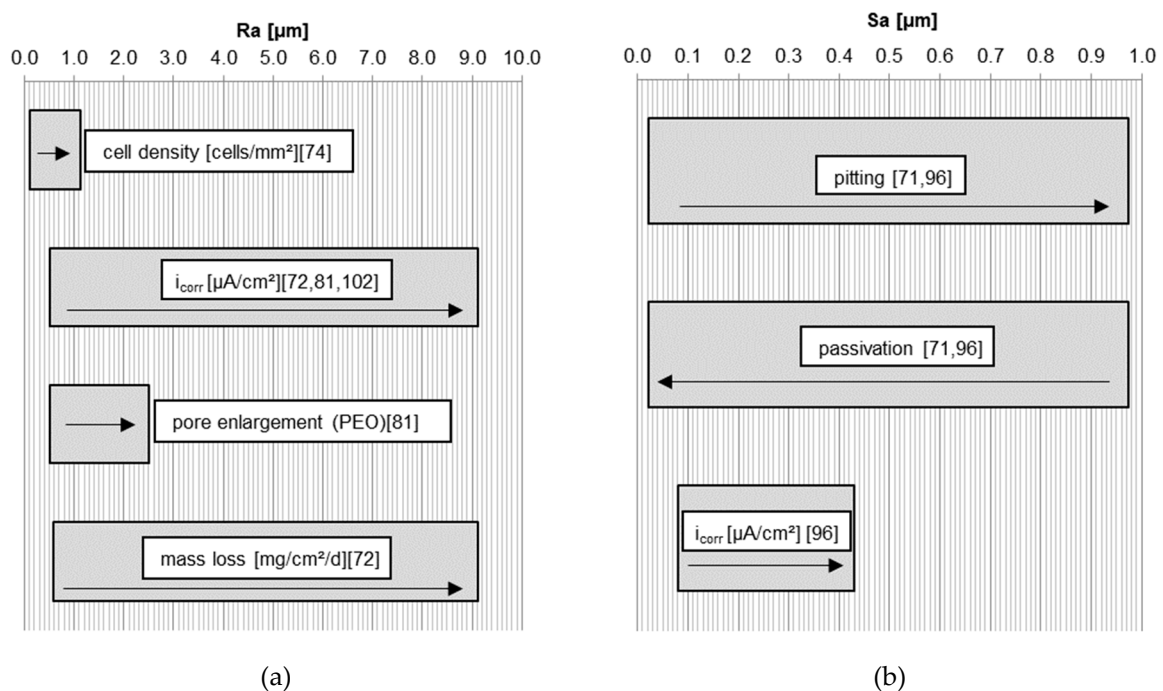 Ra [µm]
0.0 1.0 2.0 3.0 4.0 5.0 6.0 7.0 8.0 9.0 10.0
cell density [cells/mm²][74]
icorr [µA/cm²][72,81,102]
pore enlargement (PEO)[81]
mass loss [mg/cm²/d][72]
(a)
Sa [µm]
0.0 0.1 0.2 0.3 0.4 0.5 0.6 0.7 0.8 0.9 1.0
pitting [71,96]
passivation [71,96]
icorr [µA/cm²] [96]
(b)